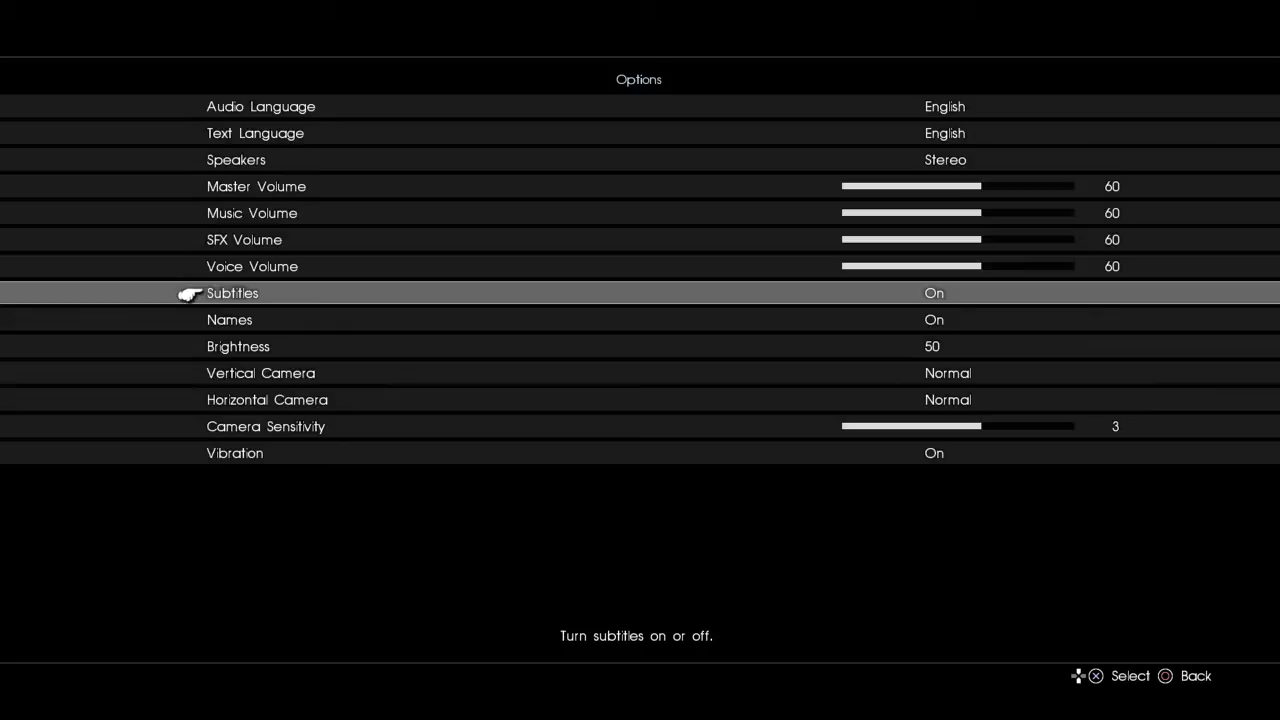 Options
Audio Language English
Text Language English
Speakers Stereo
Master Volume 60
Music Volume 60
SFX Volume 60
Voice Volume 60
Subtitles On
Names On
Brightness 50
Vertical Camera Normal
Horizontal Camera Normal
Camera Sensitivity 3
Vibration On
Turn subtitles on or off.
Select Back